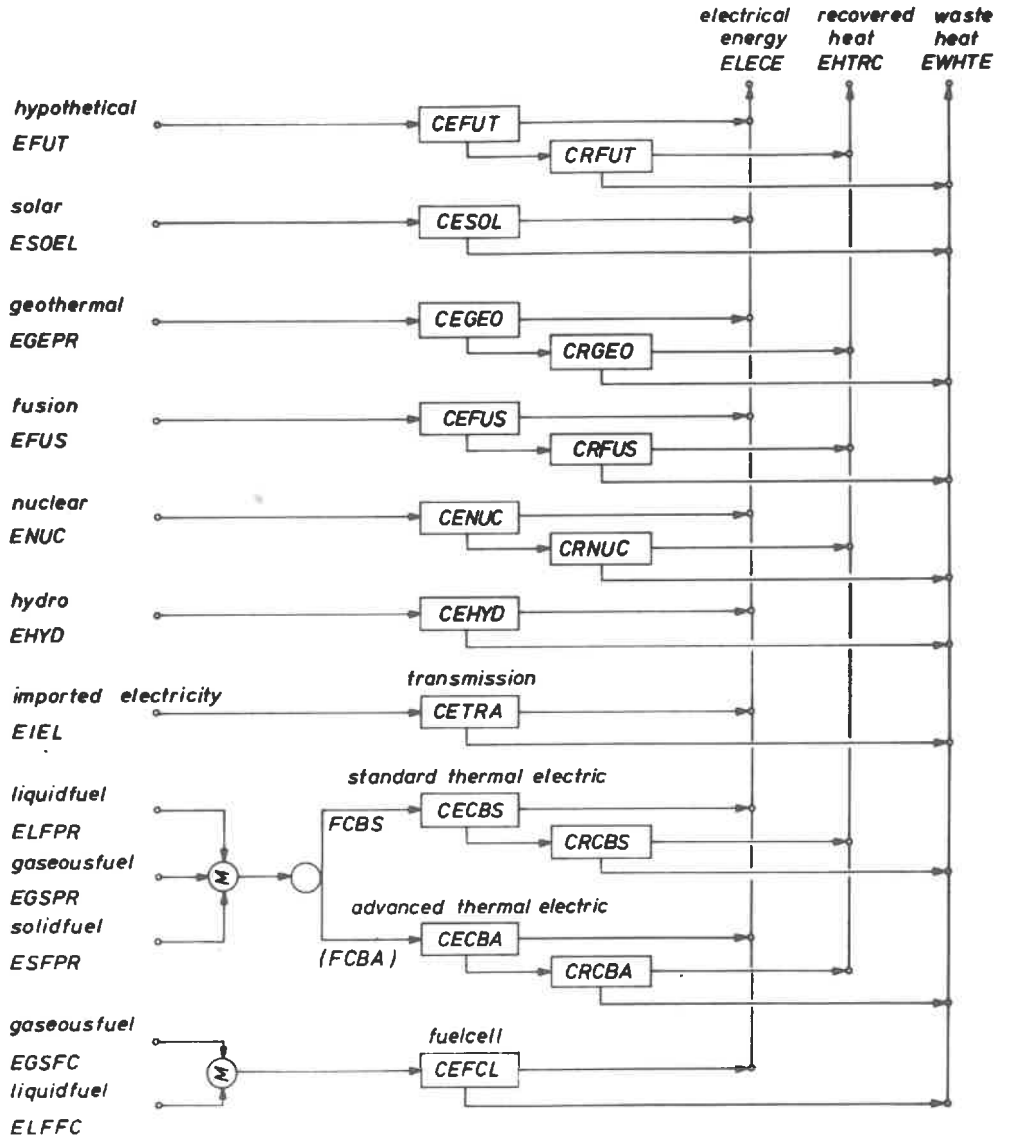 electrical recovered waste
energy heat heat
ELECE EHTRC EWHTE
hypothetical
EFUT
CEFUT
CRFUT
solar
ESOEL
CESOL
geothermal
EGEPR
CEGEO
CRGEO
fusion
EFUS
CEFUS
CRFUS
nuclear
ENUC
CENUC
CRNUC
hydro
EHYD
CEHYD
transmission
imported electricity
EIEL
CETRA
standard thermal electric
liquidfuel
ELFPR
FCBS
CECBS
CRCBS
gaseousfuel
M
EGSPR
advanced thermal electric
solidfuel
ESFPR
(FCBA)
CECBA
CRCBA
gaseousfuel
fuelcell
EGSFC
M
CEFCL
liquidfuel
ELFFC